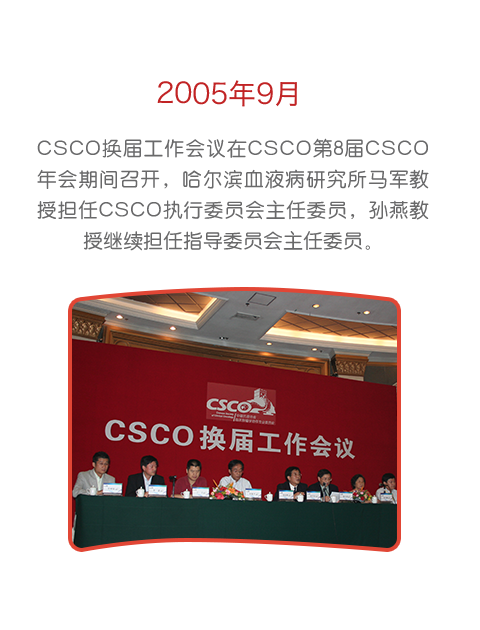 2005年9月
CSCO换届工作会议在CSCO第8届CSCO
年会期间召开，哈尔滨血液病研究所马军教
授担任CSCO执行委员会主任委员，孙燕教
授继续担任指导委员会主任委员。
CSCO
CSCO换届工作会议